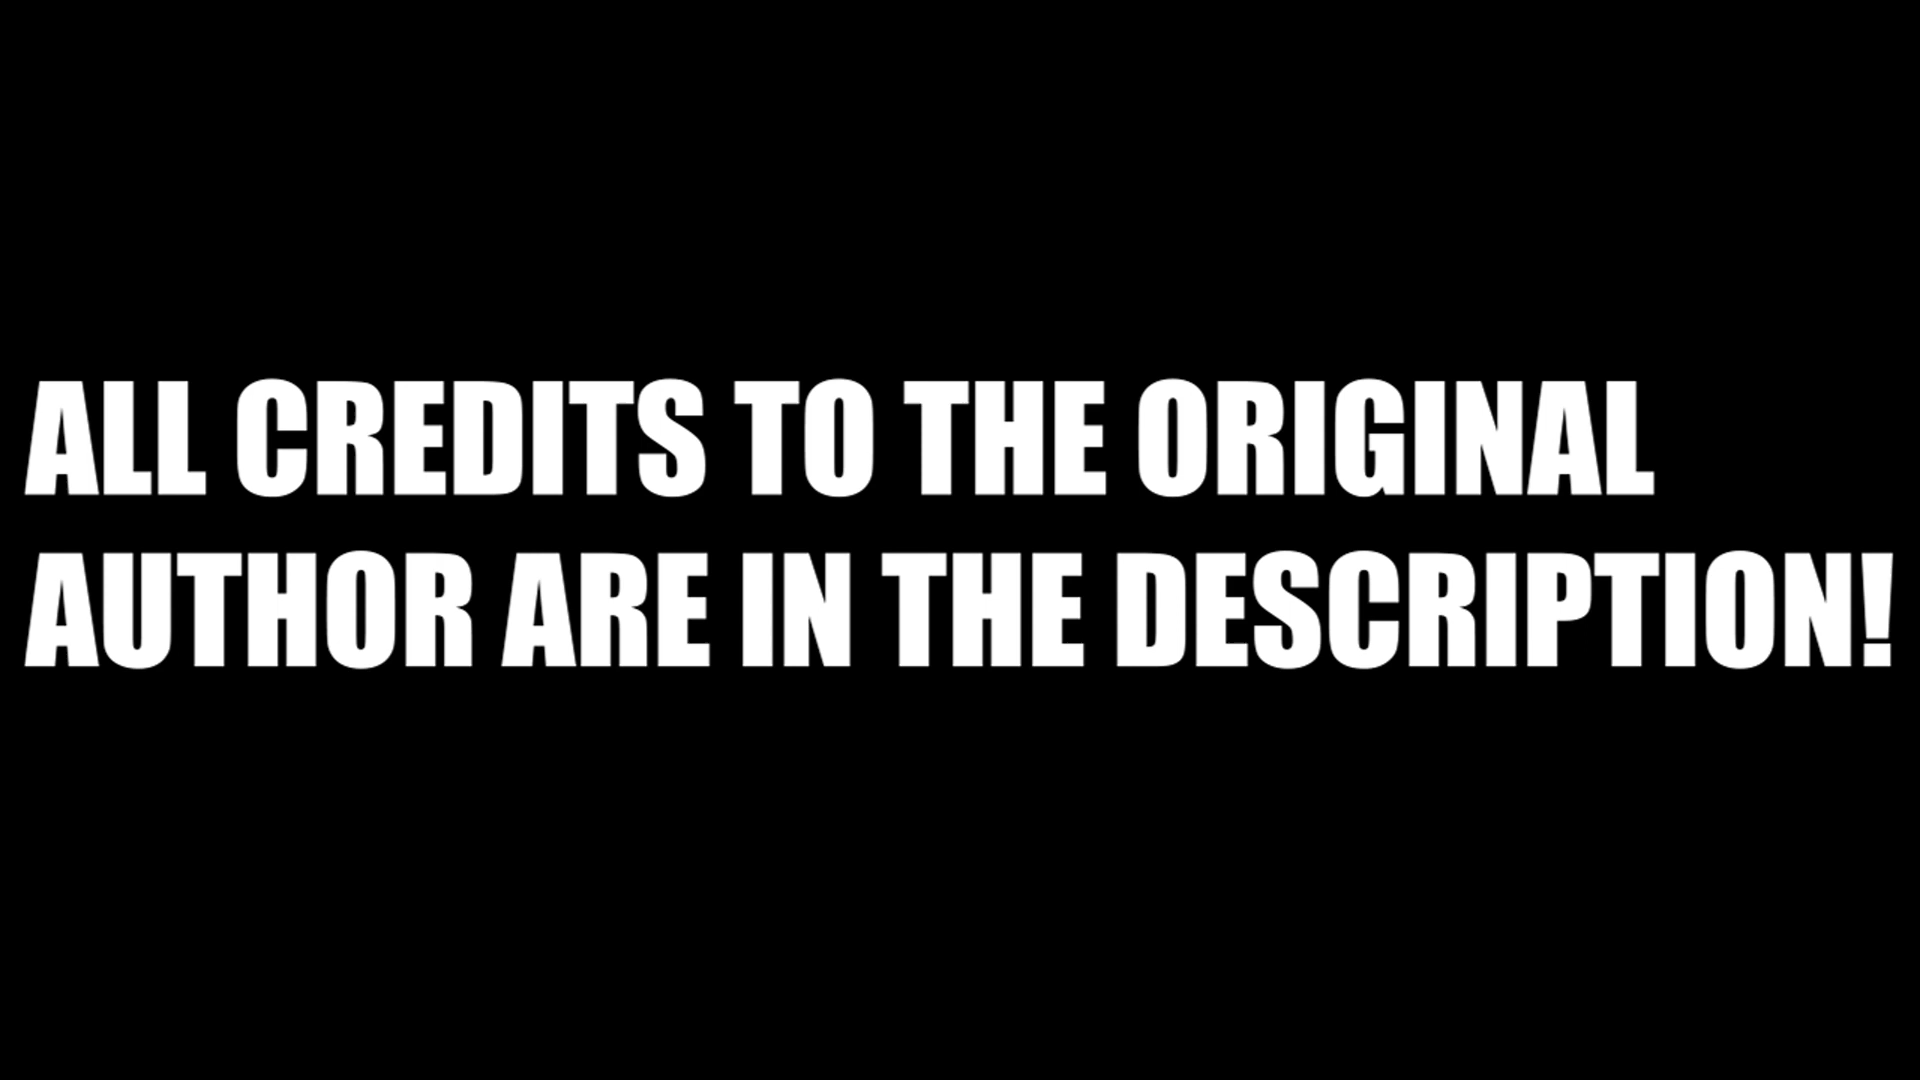 ALL CREDITS TO THE ORIGINAL
AUTHOR ARE IN THE DESCRIPTION!